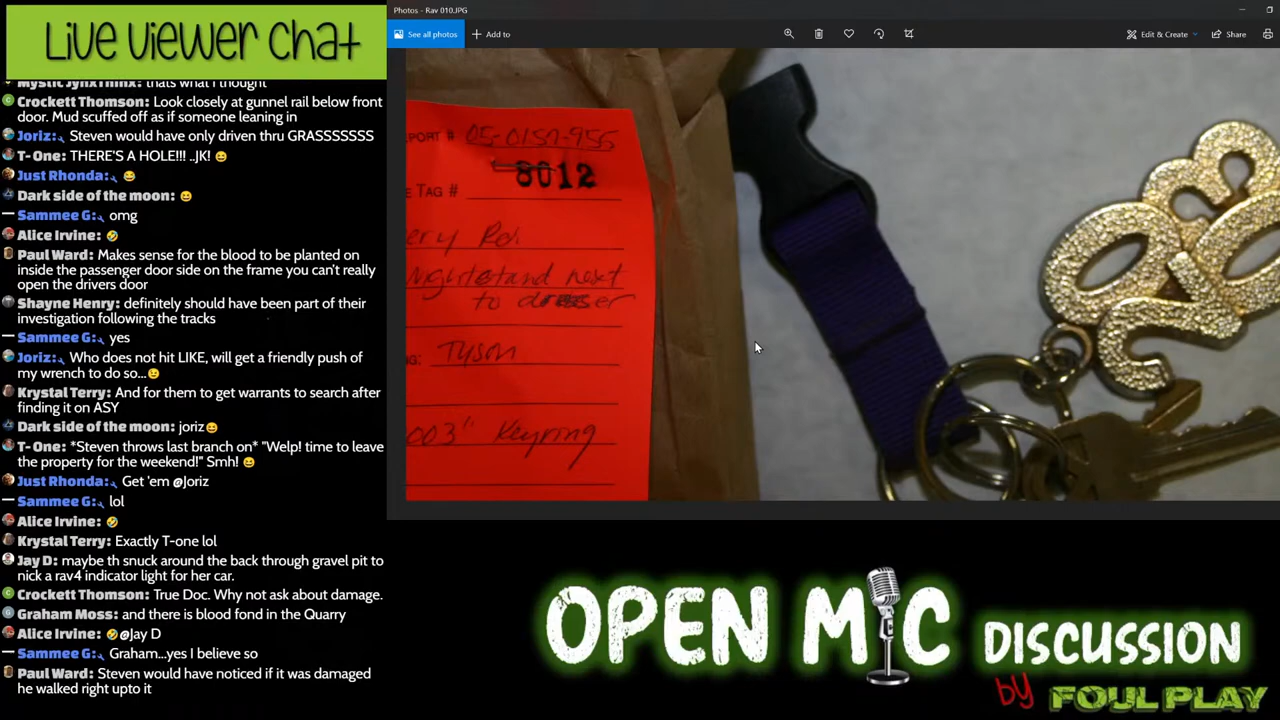 Live Viewer Chat
Mystic JynxThinx: thats what I thought
Crockett Thomson: Look closely at gunnel rail below front
door. Mud scuffed off as if someone leaning in
Joriz: Steven would have only driven thru GRASSSSSSS
T-One: THERE'S A HOLE!!! ..JK! 😆
Just Rhonda: 😂
Dark side of the moon: 😆
Sammee G: omg
Alice Irvine: 🤣
Paul Ward: Makes sense for the blood to be planted on
inside the passenger door side on the frame you can't really
open the drivers door
Shayne Henry: definitely should have been part of their
investigation following the tracks
Sammee G: yes
Joriz: Who does not hit LIKE, will get a friendly push of
my wrench to do so...😉
Krystal Terry: And for them to get warrants to search after
finding it on ASY
Dark side of the moon: joriz😆
T-One: *Steven throws last branch on* "Welp! time to leave
the property for the weekend!" Smh! 😆
Just Rhonda: Get 'em @Joriz
Sammee G: lol
Alice Irvine: 🤣
Krystal Terry: Exactly T-one lol
Jay D: maybe th snuck around the back through gravel pit to
nick a rav4 indicator light for her car.
Crockett Thomson: True Doc. Why not ask about damage.
Graham Moss: and there is blood fond in the Quarry
Alice Irvine: 🤣@Jay D
Sammee G: Graham...yes I believe so
Paul Ward: Steven would have noticed if it was damaged
he walked right upto it
Photos - Rav 010.JPG
See all photos + Add to
Edit & Create Share
PORT # 05-0157-955
8012
E TAG #
ery Rd.
Nightstand next
to
G: Tyson
003" Keyring
2003
OPEN MIC
DISCUSSION
by FOUL PLAY